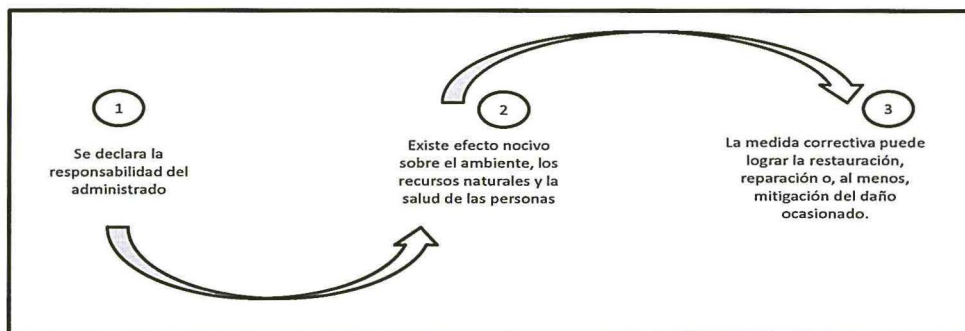 1
Se declara la
responsabilidad del
administrado
2
Existe efecto nocivo
sobre el ambiente, los
recursos naturales y la
salud de las personas
3
La medida correctiva puede
lograr la restauración,
reparación o, al menos,
mitigación del daño
ocasionado.